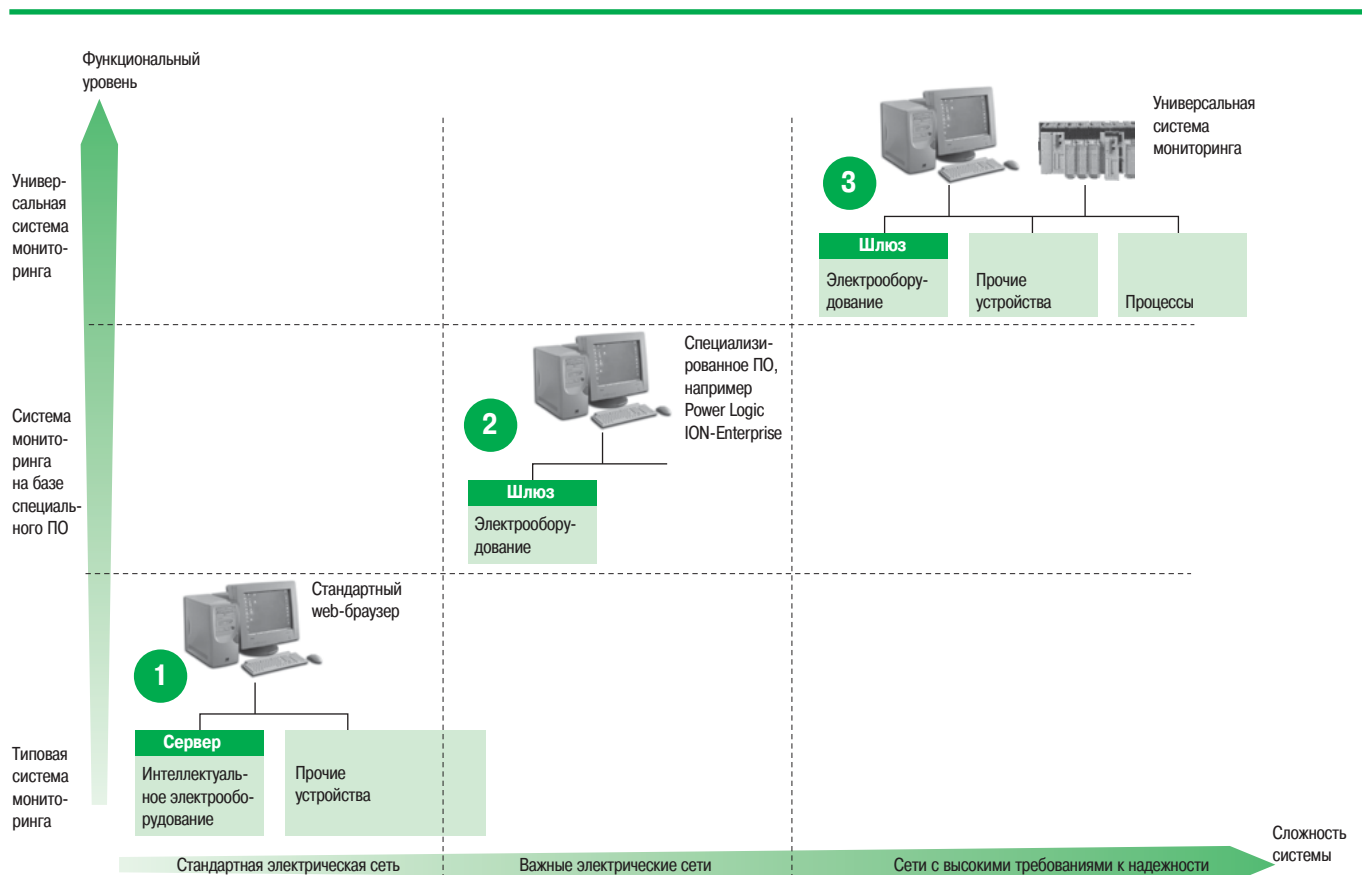 Функциональный
уровень
Универ-
сальная
система
монито-
ринга
Универсальная
система
мониторинга
3
Шлюз
Электрообору-
дование
Прочие
устройства
Процессы
Система
монито-
ринга
на базе
специаль-
ного ПО
Специализи-
рованное ПО,
например
Power Logic
ION-Enterprise
2
Шлюз
Электрообору-
дование
Стандартный
web-браузер
1
Типовая
система
монито-
ринга
Сервер
Интеллектуаль-
ное электрообо-
рудование
Прочие
устройства
Стандартная электрическая сеть
Важные электрические сети
Сети с высокими требованиями к надежности
Сложность
системы